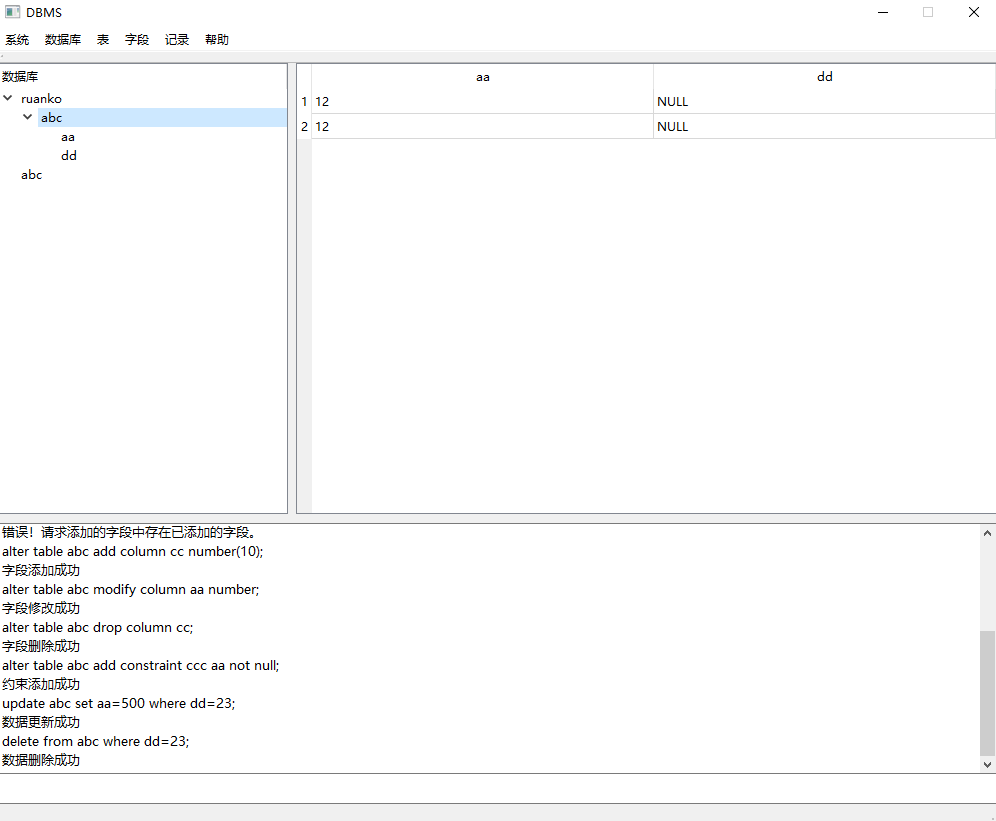 DBMS
系统 数据库 表 字段 记录 帮助
数据库
ruanko
abc
aa
dd
abc
aa dd
1 12 NULL
2 12 NULL
错误！请求添加的字段中存在已添加的字段。
alter table abc add column cc number(10);
字段添加成功
alter table abc modify column aa number;
字段修改成功
alter table abc drop column cc;
字段删除成功
alter table abc add constraint ccc aa not null;
约束添加成功
update abc set aa=500 where dd=23;
数据更新成功
delete from abc where dd=23;
数据删除成功